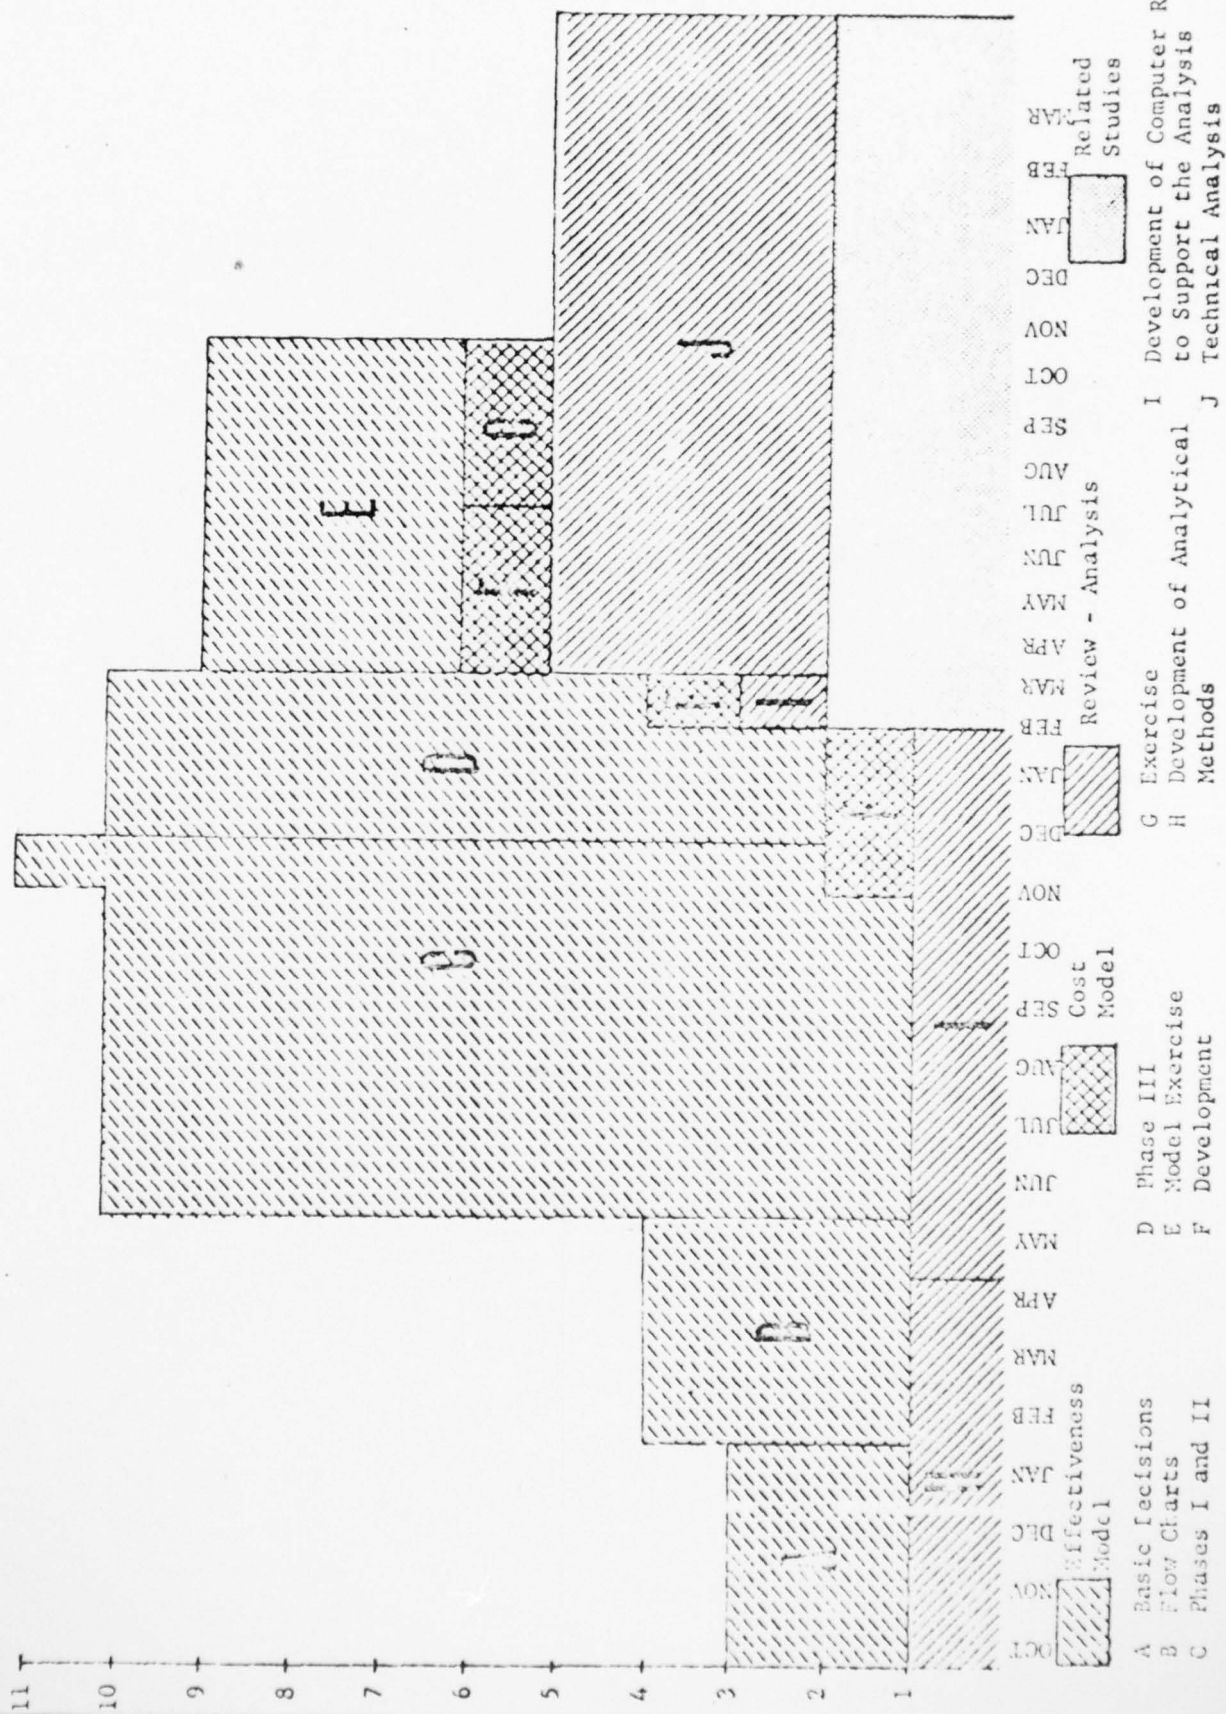 11
10
9
8
7
6
5
4
3
2
1
A
B
C
D
E
F
G
H
I
J
OCT NOV DEC JAN FEB MAR APR MAY JUN JUL AUG SEP OCT NOV DEC JAN FEB MAR APR MAY JUN JUL AUG SEP OCT NOV DEC JAN FEB MAR
Effectiveness
Model
Cost
Model
Review - Analysis
Related
Studies
A Basic Decisions
B Flow Charts
C Phases I and II
D Phase III
E Model Exercise
F Development
G Exercise
H Development of Analytical
Methods
I Development of Computer R
to Support the Analysis
J Technical Analysis